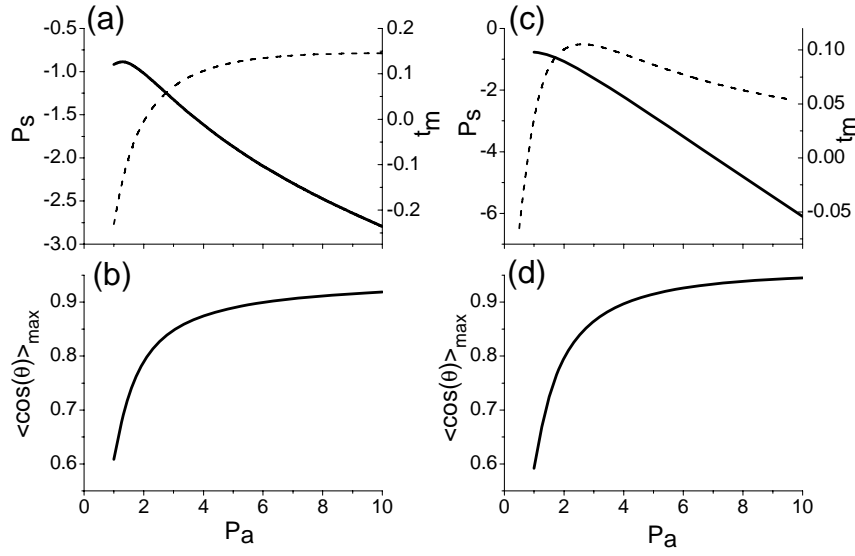 (a)
-0.5
-1.0
-1.5
-2.0
-2.5
-3.0
Ps
0.2
0.1
0.0
-0.1
-0.2
tm
(c)
0
-2
-4
-6
Ps
0.10
0.05
0.00
-0.05
tm
(b)
0.9
0.8
0.7
0.6
<cos(θ)>max
0 2 4 6 8 10
Pa
(d)
0.9
0.8
0.7
0.6
<cos(θ)>max
0 2 4 6 8 10
Pa